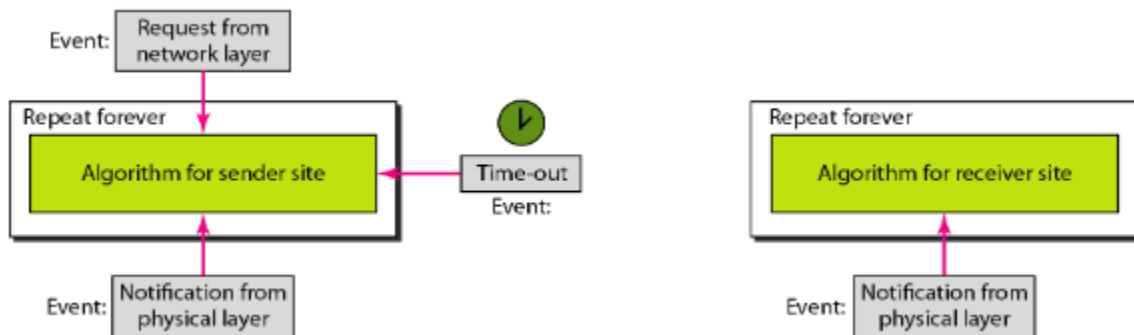 Event:
Request from
network layer
Repeat forever
Algorithm for sender site
Time-out
Event:
Event:
Notification from
physical layer
Repeat forever
Algorithm for receiver site
Event:
Notification from
physical layer